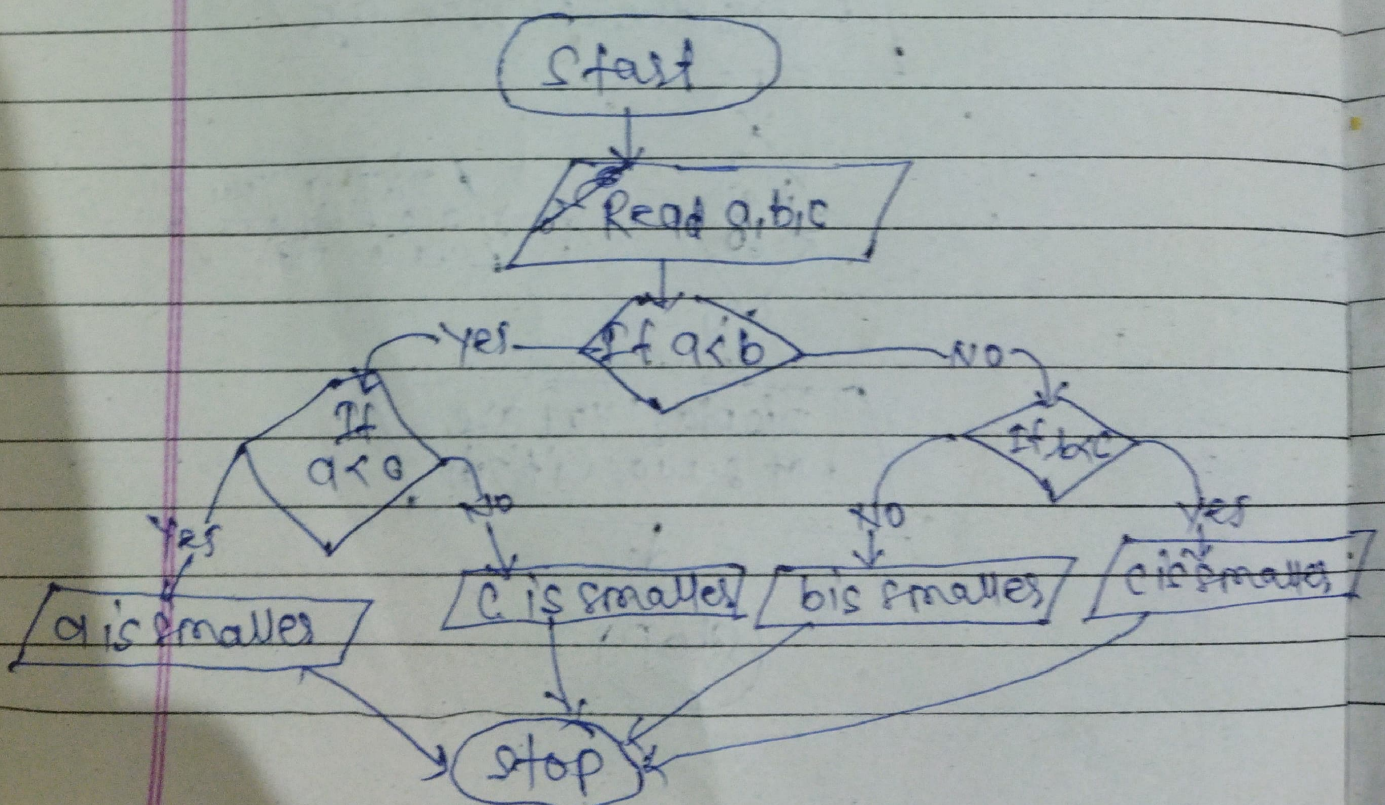 Start
Read a,b,c
If a<b
Yes
NO
If
a<c
If b<c
Yes
NO
NO
Yes
a is smaller
c is smaller
b is smaller
c is smaller
Stop